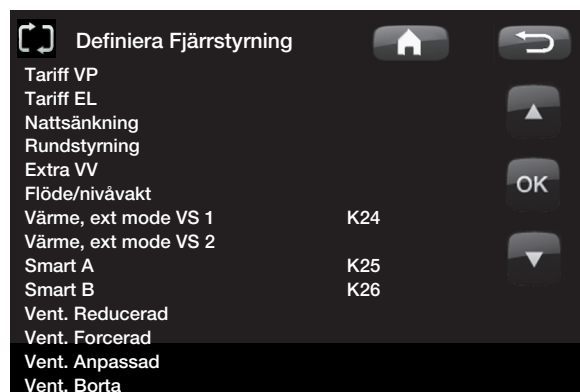 Definiera Fjärrstyrning
Tariff VP
Tariff EL
Nattsänkning
Rundstyrning
Extra VV
Flöde/nivåvakt
OK
Värme, ext mode VS 1 K24
Värme, ext mode VS 2
Smart A K25
Smart B K26
Vent. Reducerad
Vent. Forcerad
Vent. Anpassad
Vent. Borta